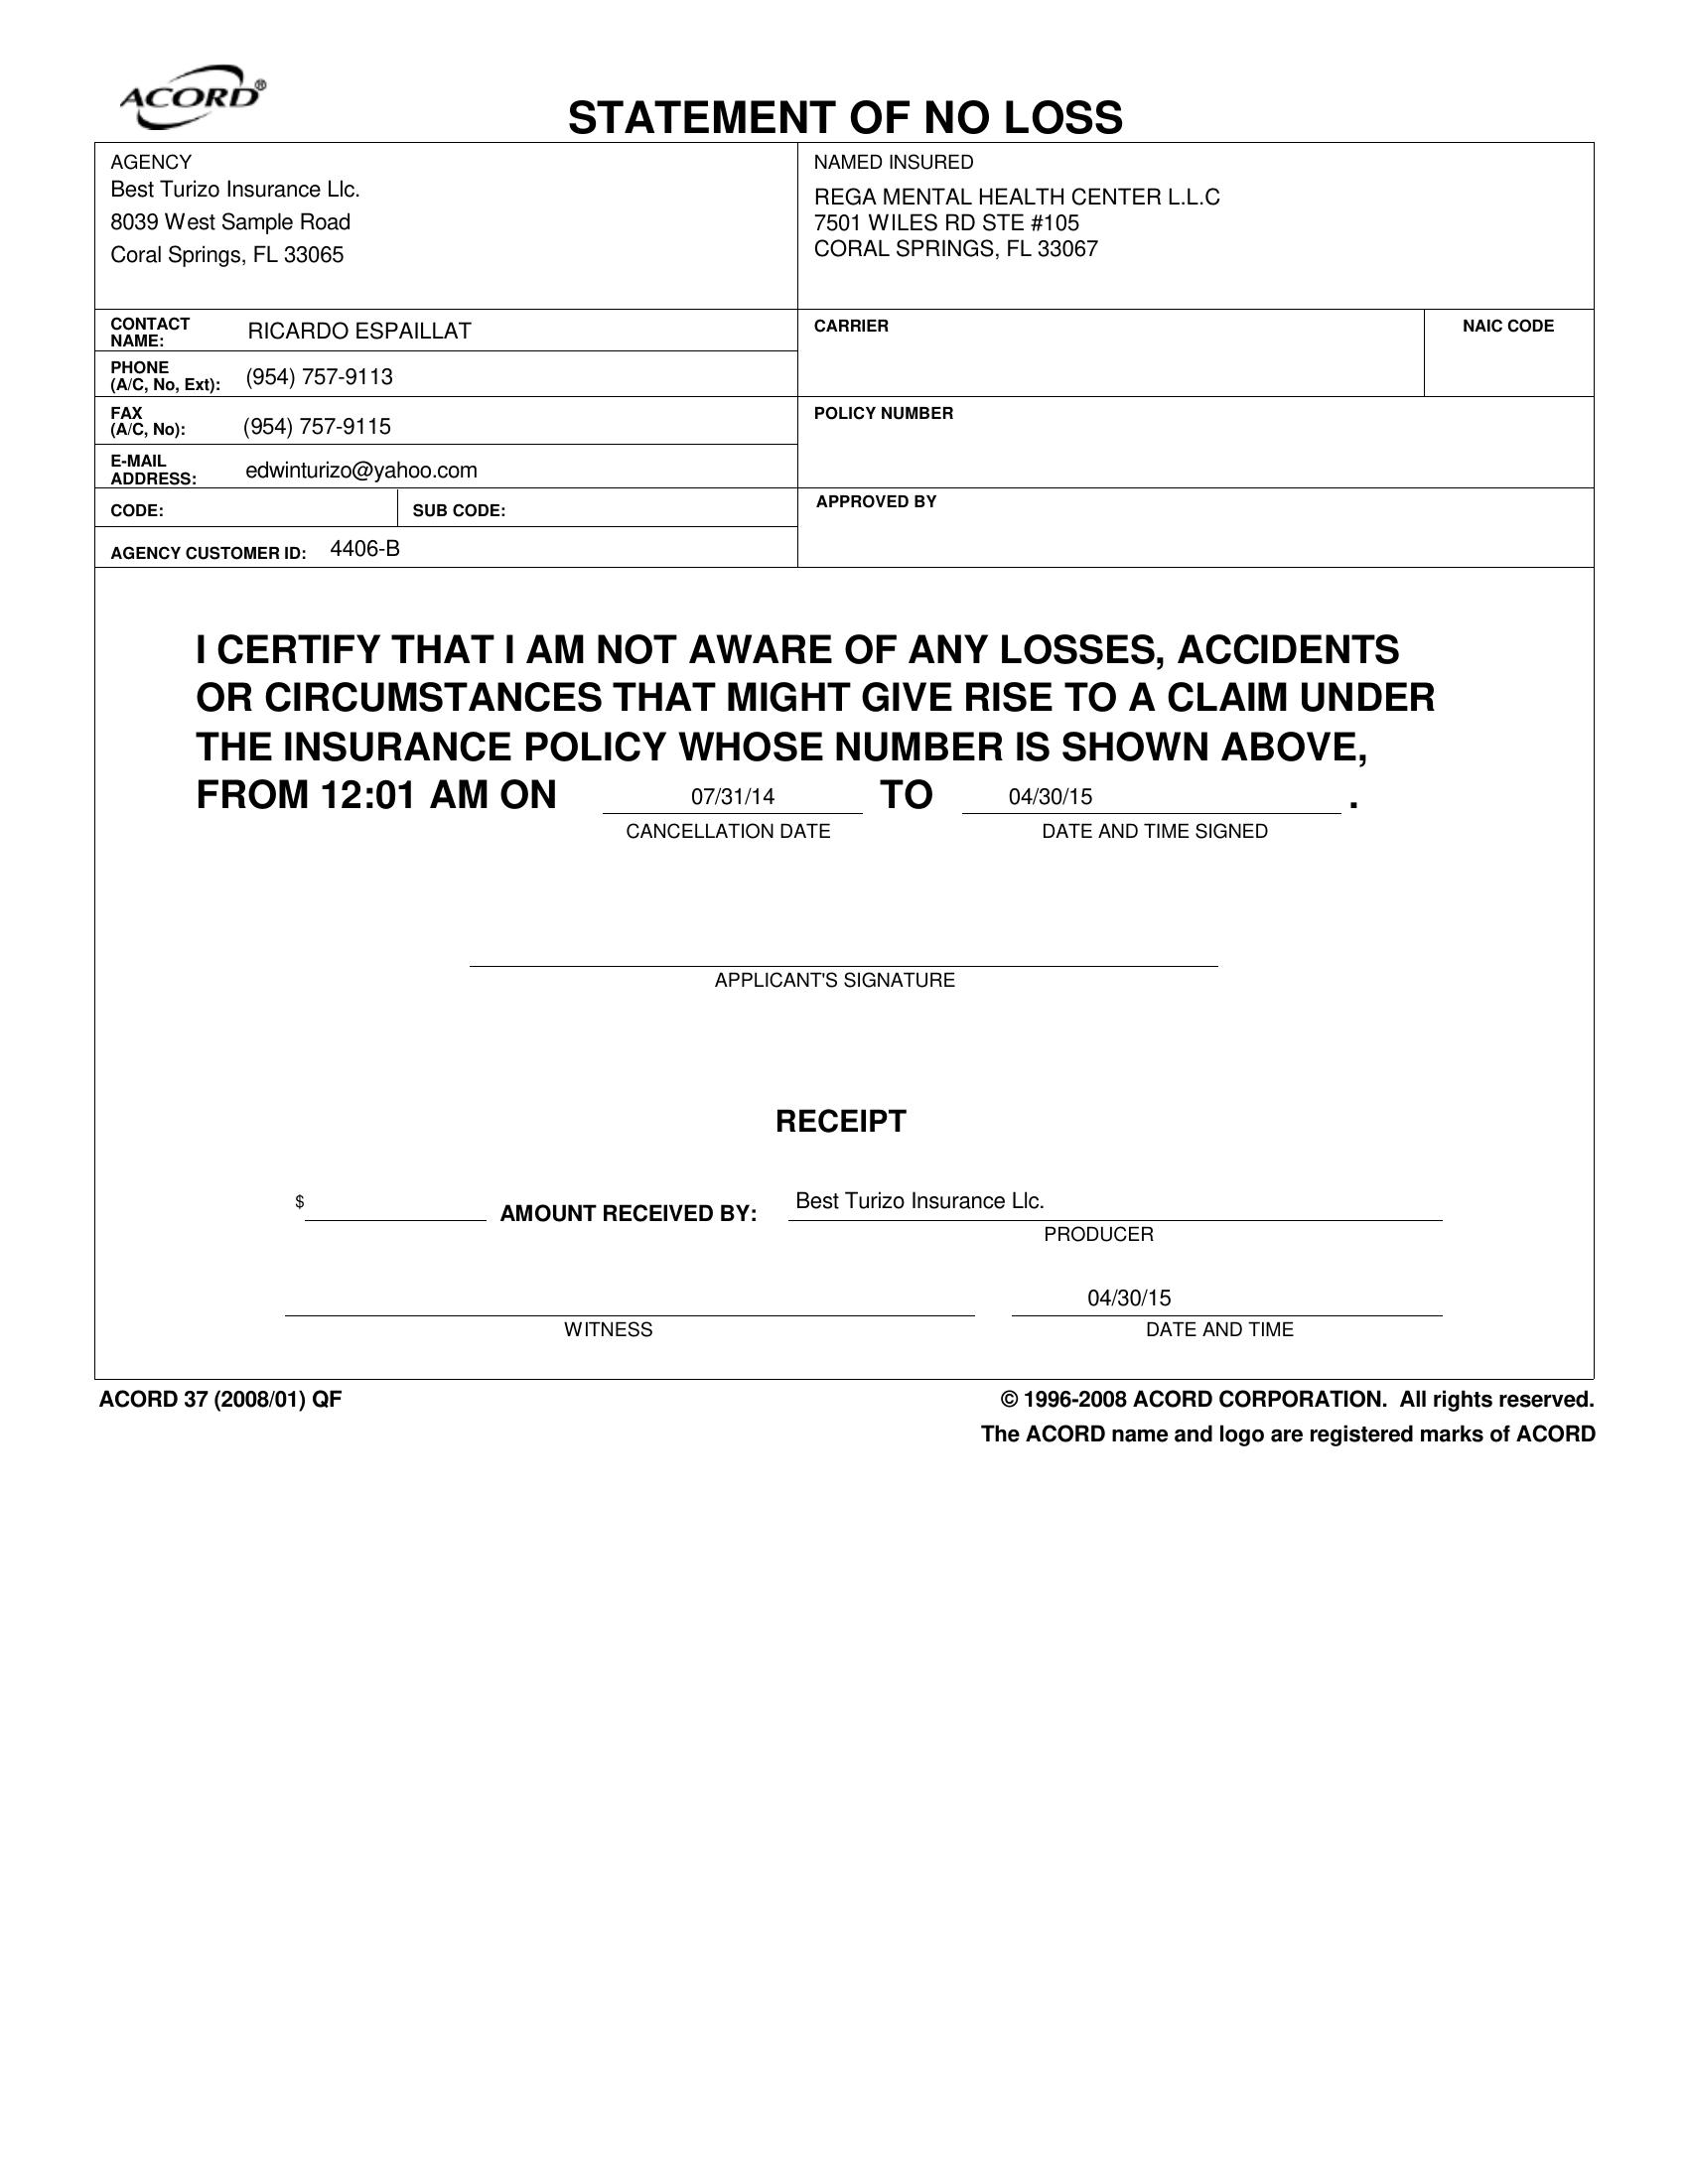 ACORD®
STATEMENT OF NO LOSS
AGENCY
Best Turizo Insurance Llc.
8039 West Sample Road
Coral Springs, FL 33065
NAMED INSURED
REGA MENTAL HEALTH CENTER L.L.C
7501 WILES RD STE #105
CORAL SPRINGS, FL 33067
CONTACT
NAME: RICARDO ESPAILLAT
PHONE
(A/C, No, Ext): (954) 757-9113
FAX
(A/C, No): (954) 757-9115
E-MAIL
ADDRESS: edwinturizo@yahoo.com
CODE: SUB CODE:
AGENCY CUSTOMER ID: 4406-B
CARRIER NAIC CODE
POLICY NUMBER
APPROVED BY
I CERTIFY THAT I AM NOT AWARE OF ANY LOSSES, ACCIDENTS
OR CIRCUMSTANCES THAT MIGHT GIVE RISE TO A CLAIM UNDER
THE INSURANCE POLICY WHOSE NUMBER IS SHOWN ABOVE,
FROM 12:01 AM ON 07/31/14 TO 04/30/15 .
CANCELLATION DATE DATE AND TIME SIGNED
APPLICANT'S SIGNATURE
RECEIPT
$ AMOUNT RECEIVED BY: Best Turizo Insurance Llc.
PRODUCER
04/30/15
WITNESS DATE AND TIME
ACORD 37 (2008/01) QF © 1996-2008 ACORD CORPORATION. All rights reserved.
The ACORD name and logo are registered marks of ACORD